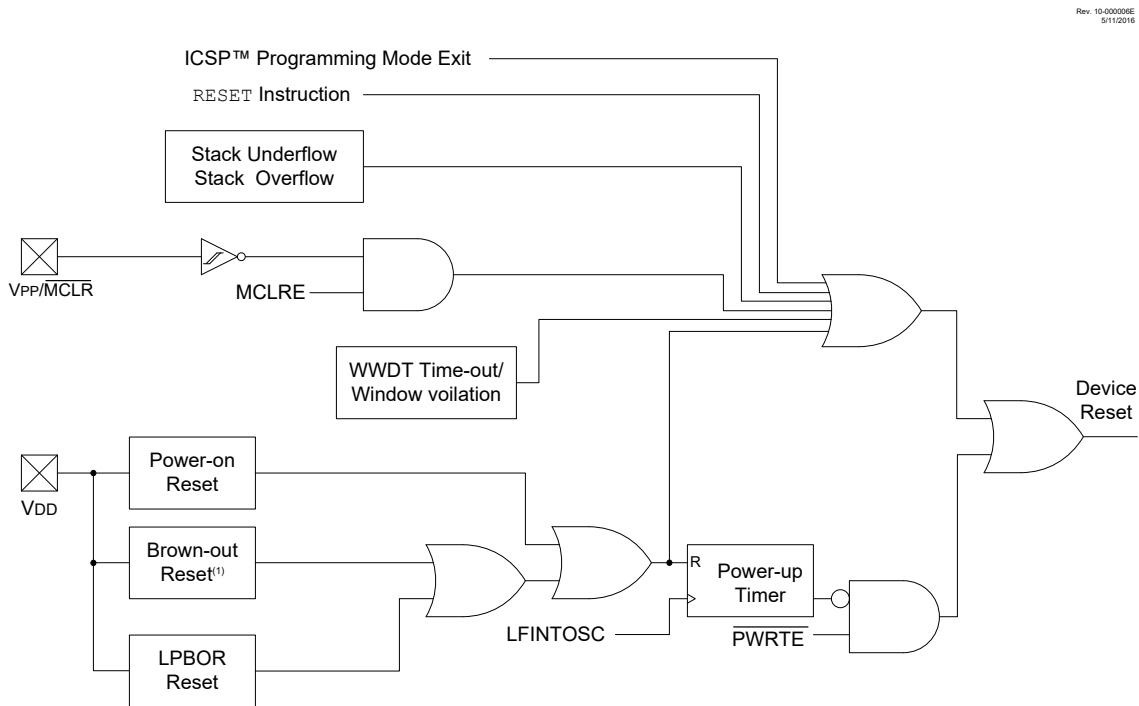 Rev. 10-000006E
5/11/2016
ICSP™ Programming Mode Exit
RESET Instruction
Stack Underflow
Stack Overflow
VPP/MCLR
MCLRE
WWDT Time-out/
Window voilation
Device
Reset
VDD
Power-on
Reset
Brown-out
Reset(1)
LPBOR
Reset
R
Power-up
Timer
LFINTOSC
PWRTE